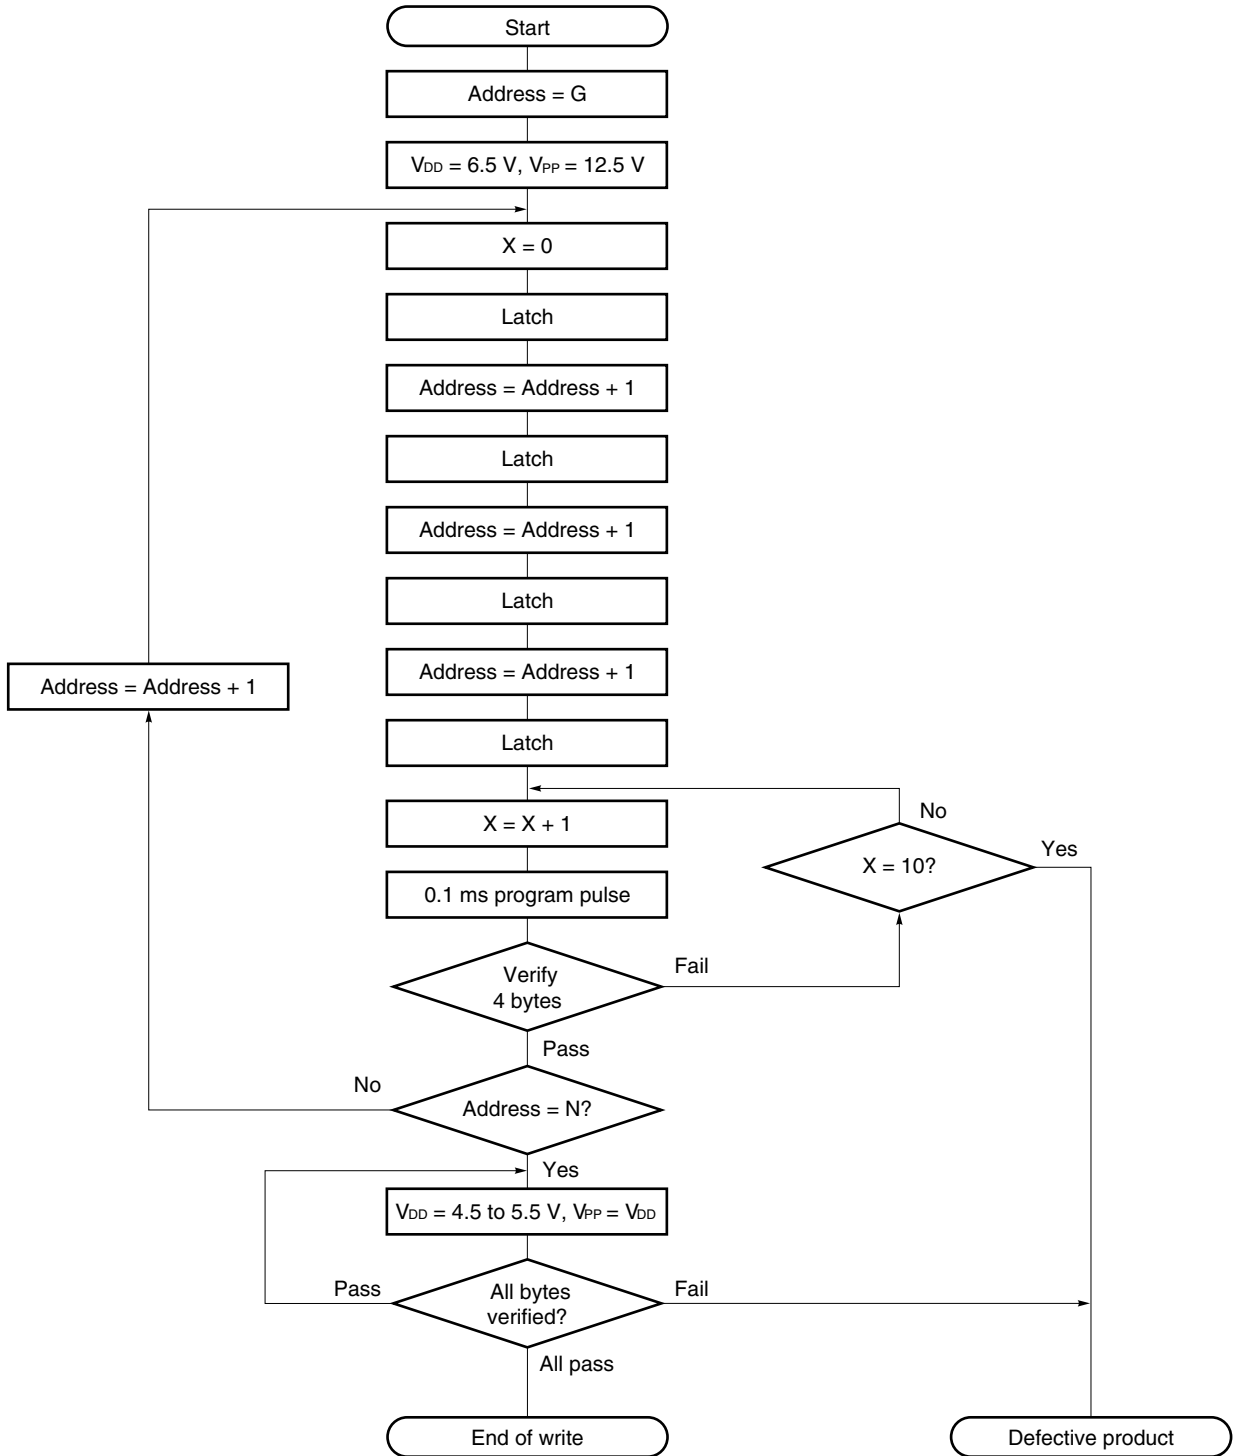 Start
Address = G
VDD = 6.5 V, VPP = 12.5 V
X = 0
Latch
Address = Address + 1
Latch
Address = Address + 1
Latch
Address = Address + 1
Address = Address + 1
Latch
No
X = X + 1
X = 10?
Yes
0.1 ms program pulse
Verify
4 bytes
Fail
Pass
No
Address = N?
Yes
VDD = 4.5 to 5.5 V, VPP = VDD
Pass
All bytes
verified?
Fail
All pass
End of write
Defective product